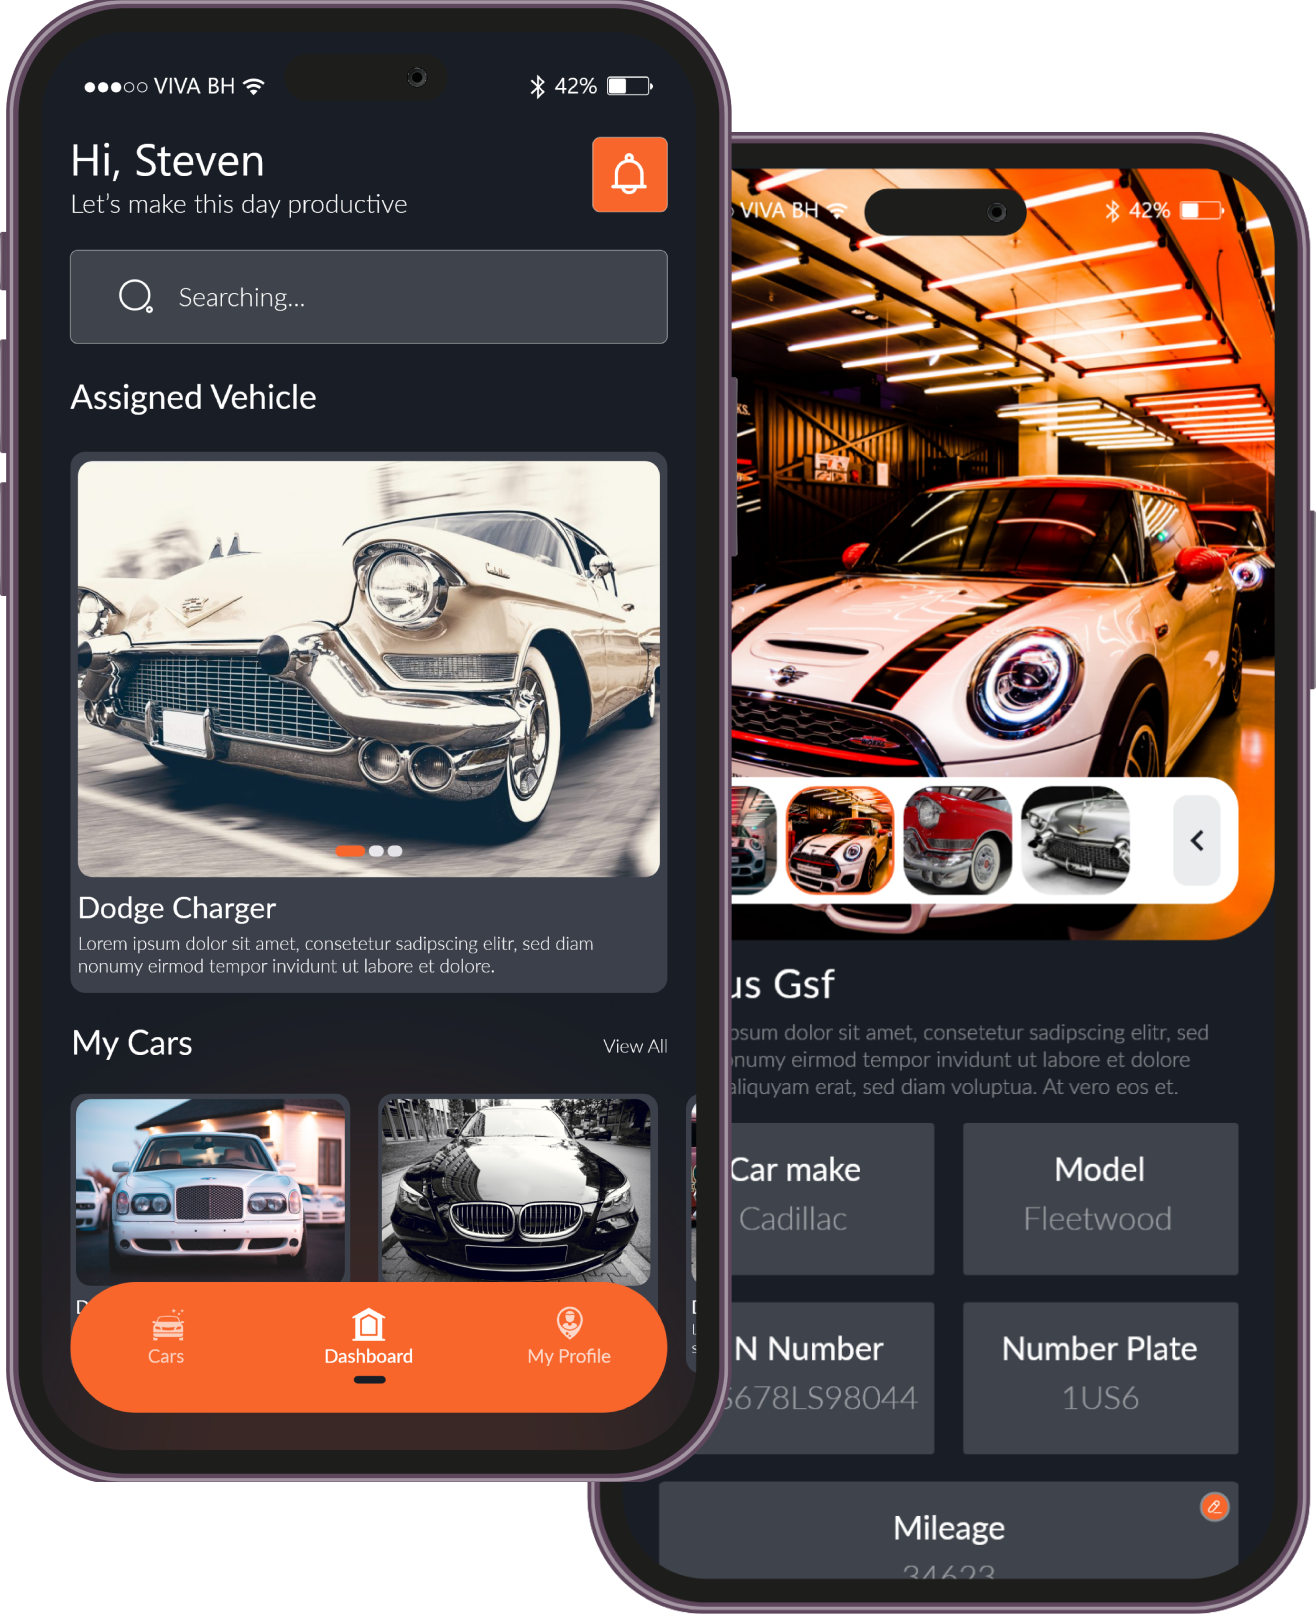 VIVA BH
42%
Hi, Steven
Let's make this day productive
Searching...
Assigned Vehicle
Dodge Charger
Lorem ipsum dolor sit amet, consetetur sadipscing elitr, sed diam
nonumy eirmod tempor invidunt ut labore et dolore.
My Cars
View All
Cars
Dashboard
My Profile
VIVA BH
42%
us Gsf
dolor sit amet, consetetur sadipscing elitr, sed
eirmod tempor invidunt ut labore et dolore
aliquyam erat, sed diam voluptua. At vero eos et.
Car make
Cadillac
Model
Fleetwood
N Number
678LS98044
Number Plate
1US6
Mileage
34623